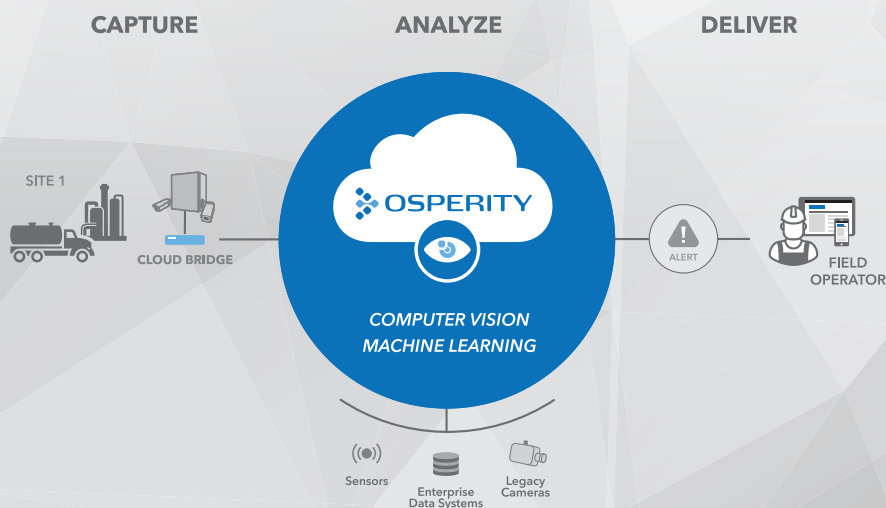 CAPTURE
ANALYZE
DELIVER
SITE 1
CLOUD BRIDGE
OSPERITY
COMPUTER VISION
MACHINE LEARNING
ALERT
FIELD
OPERATOR
Sensors
Enterprise
Data Systems
Legacy
Cameras